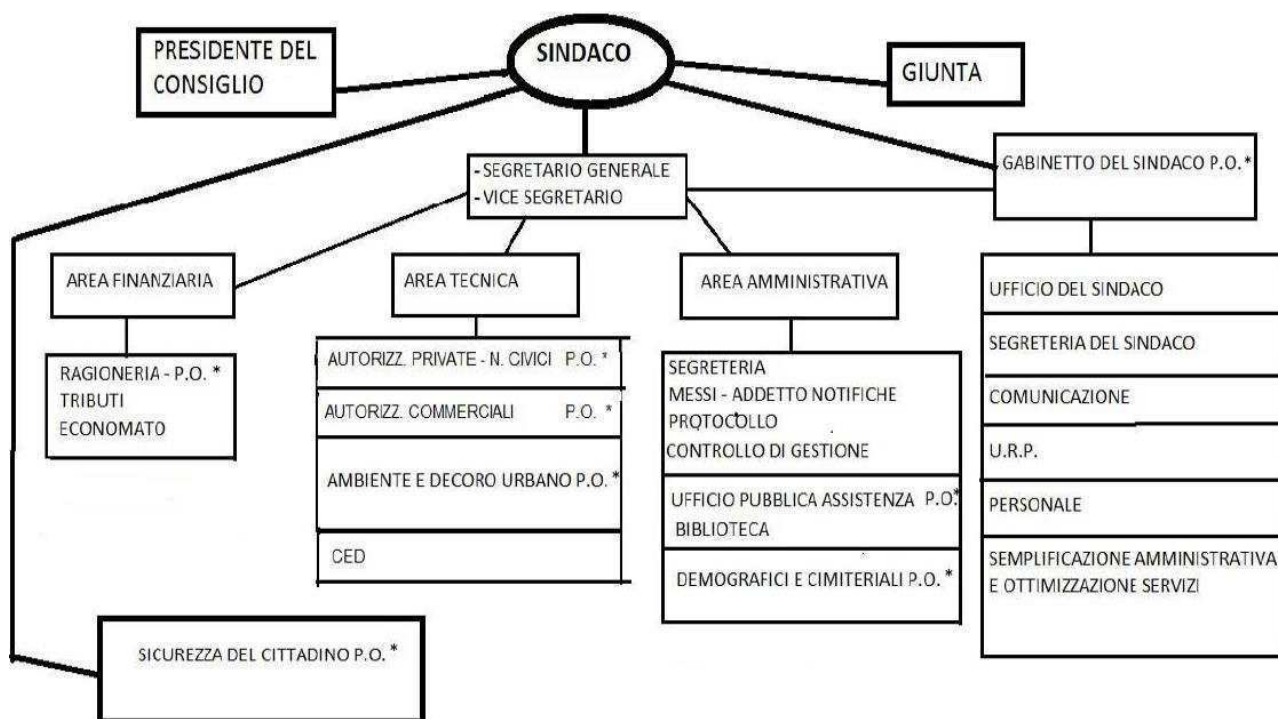 PRESIDENTE DEL
CONSIGLIO
SINDACO
GIUNTA
- SEGRETARIO GENERALE
- VICE SEGRETARIO
GABINETTO DEL SINDACO P.O. *
AREA FINANZIARIA
AREA TECNICA
AREA AMMINISTRATIVA
RAGIONERIA - P.O. *
TRIBUTI
ECONOMATO
AUTORIZZ. PRIVATE - N. CIVICI P.O. *
AUTORIZZ. COMMERCIALI P.O. *
AMBIENTE E DECORO URBANO P.O. *
CED
SEGRETERIA
MESSI - ADDETTO NOTIFICHE
PROTOCOLLO
CONTROLLO DI GESTIONE
UFFICIO PUBBLICA ASSISTENZA P.O.*
BIBLIOTECA
DEMOGRAFICI E CIMITERIALI P.O. *
UFFICIO DEL SINDACO
SEGRETERIA DEL SINDACO
COMUNICAZIONE
U.R.P.
PERSONALE
SEMPLIFICAZIONE AMMINISTRATIVA
E OTTIMIZZAZIONE SERVIZI
SICUREZZA DEL CITTADINO P.O. *